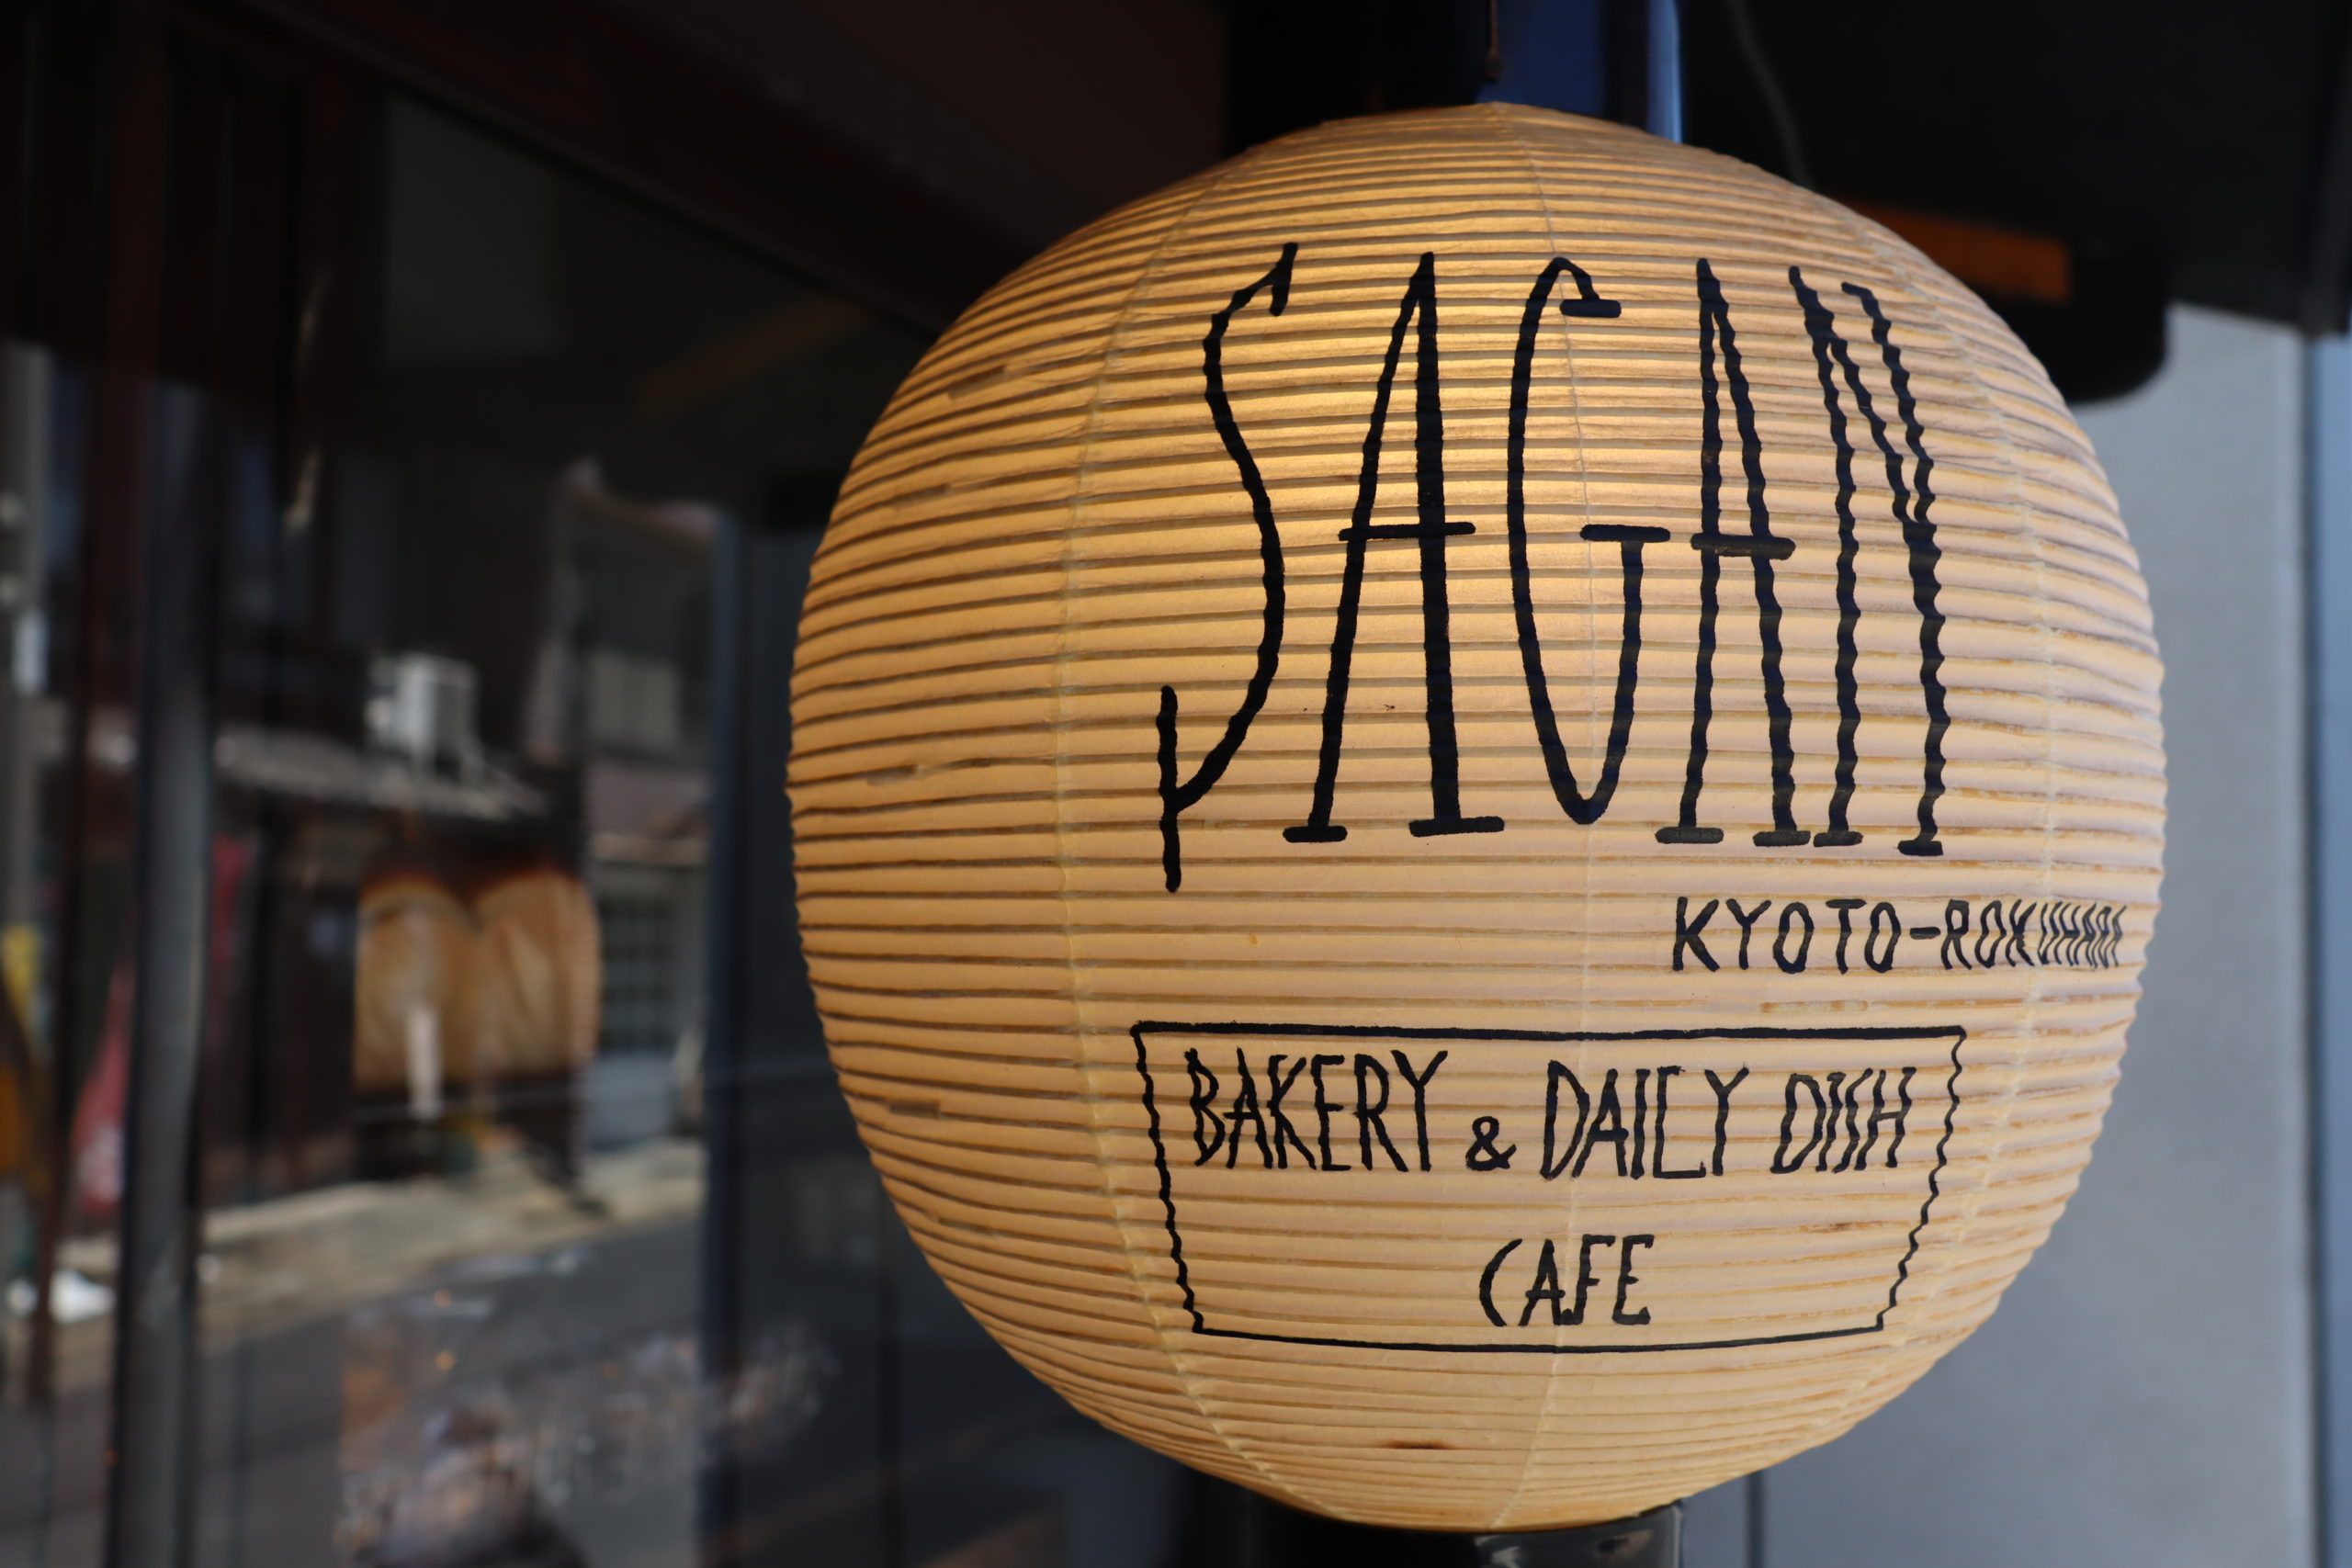 SAGAN
KYOTO-ROKUHARA
BAKERY & DAILY DISH
CAFE